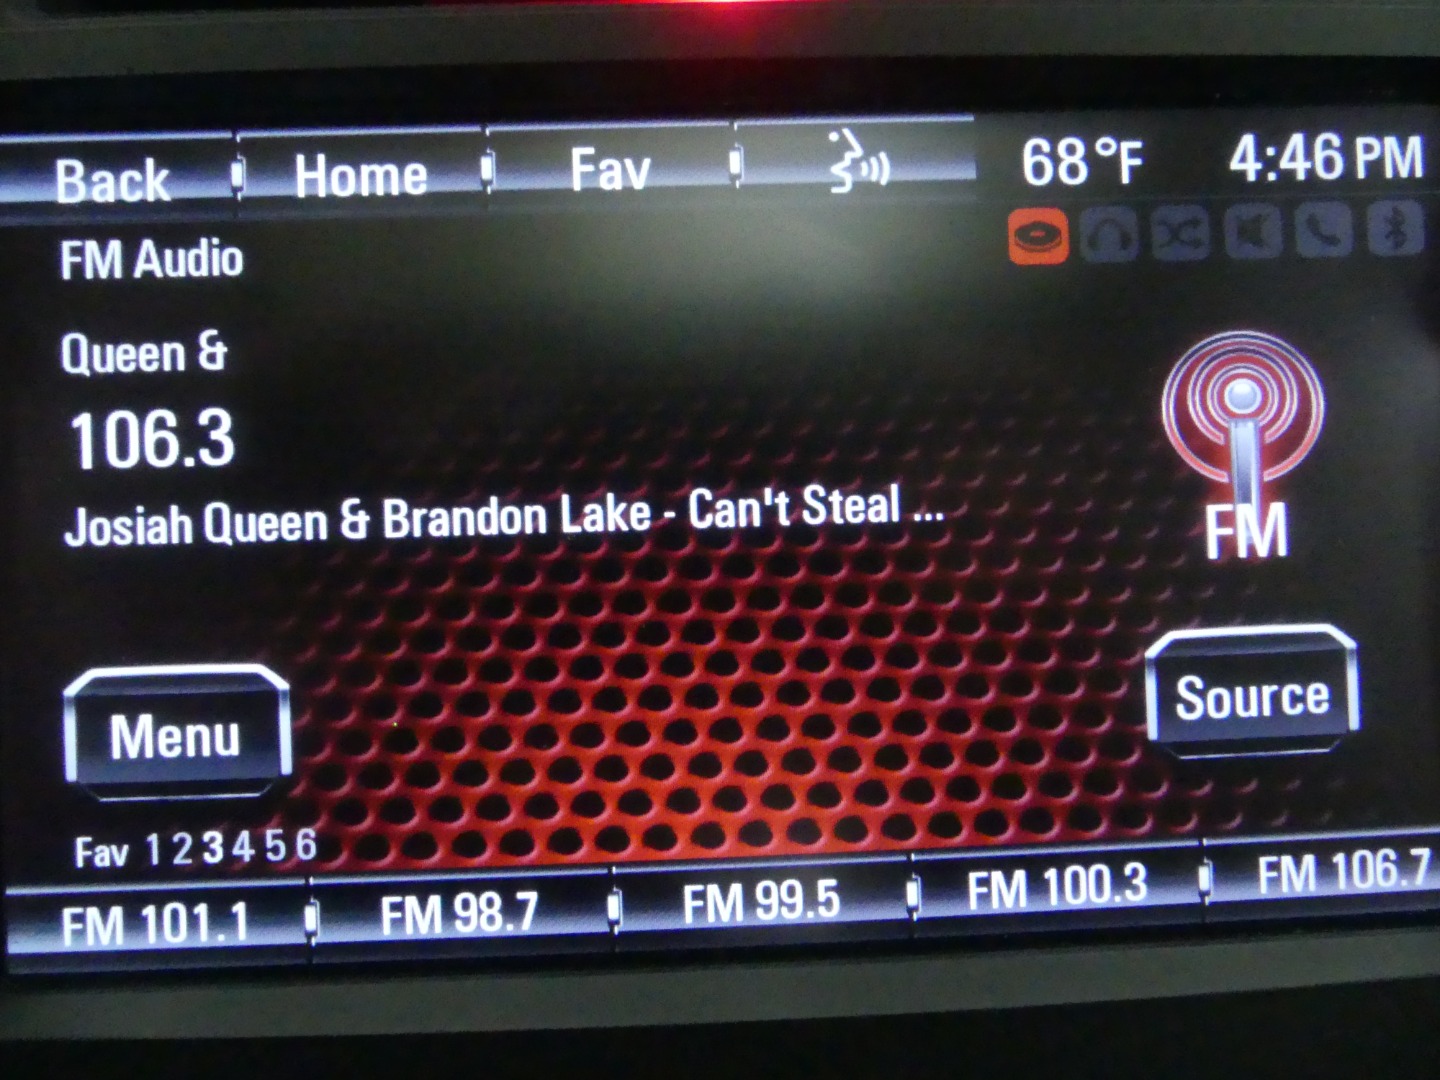 Back Home Fav 68°F 4:46 PM
FM Audio
Queen &
106.3
Josiah Queen & Brandon Lake - Can't Steal ...
FM
Menu
Source
Fav 1 2 3 4 5 6
FM 101.1 FM 98.7 FM 99.5 FM 100.3 FM 106.7